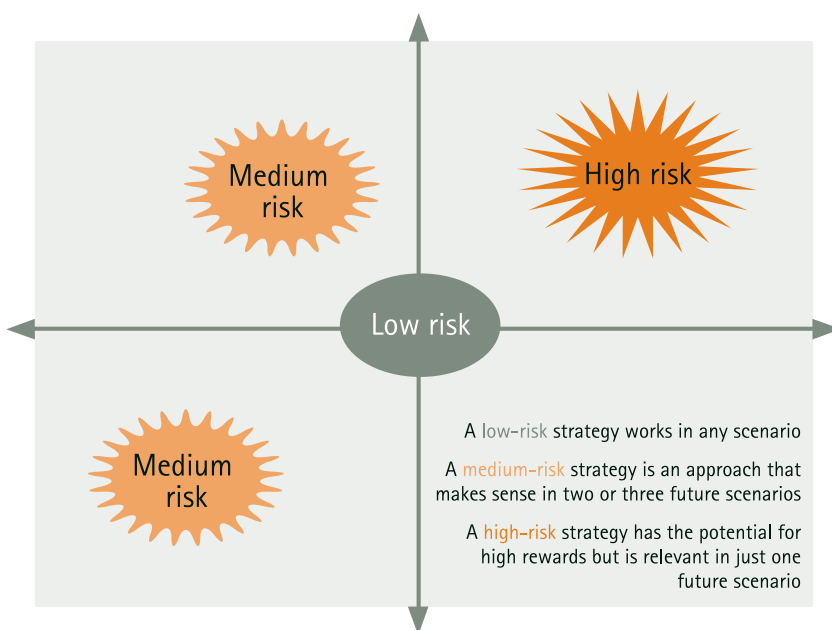 Medium
risk
High risk
Low risk
Medium
risk
A low-risk strategy works in any scenario
A medium-risk strategy is an approach that
makes sense in two or three future scenarios
A high-risk strategy has the potential for
high rewards but is relevant in just one
future scenario